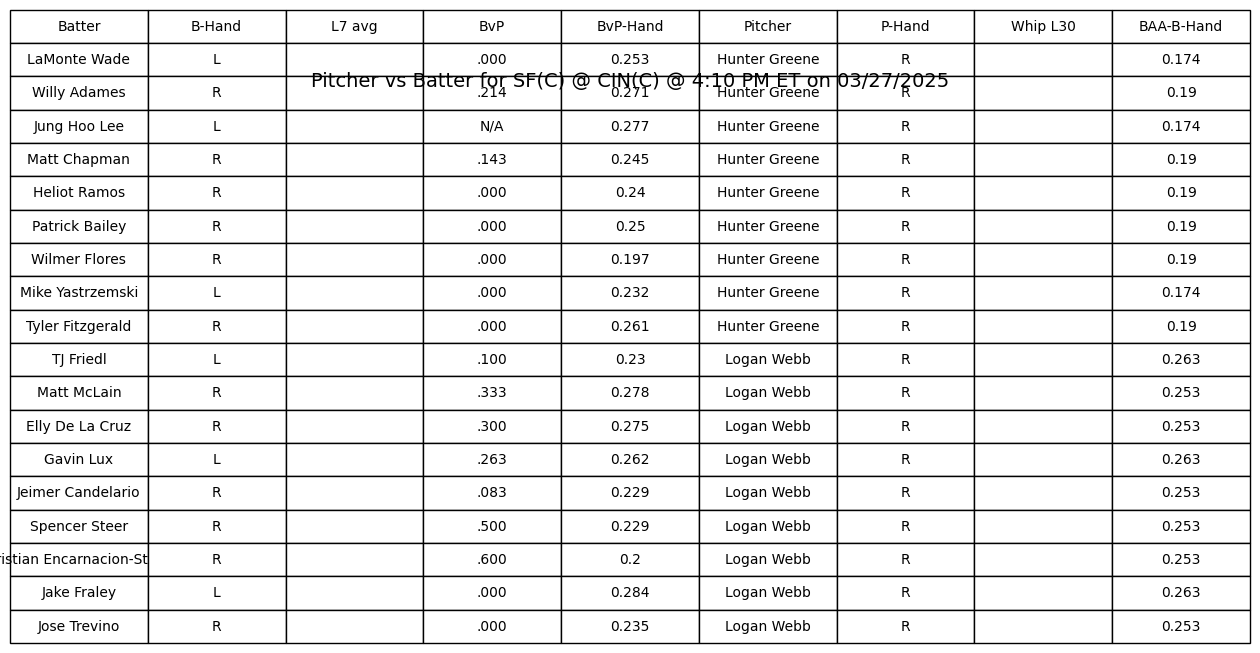 Batter B-Hand L7 avg BvP BvP-Hand Pitcher P-Hand Whip L30 BAA-B-Hand
LaMonte Wade L .000 0.253 Hunter Greene R 0.174
Pitcher vs Batter for SF(C) @ CIN(C) @ 4:10 PM ET on 03/27/2025
Willy Adames R .214 0.271 Hunter Greene R 0.19
Jung Hoo Lee L N/A 0.277 Hunter Greene R 0.174
Matt Chapman R .143 0.245 Hunter Greene R 0.19
Heliot Ramos R .000 0.24 Hunter Greene R 0.19
Patrick Bailey R .000 0.25 Hunter Greene R 0.19
Wilmer Flores R .000 0.197 Hunter Greene R 0.19
Mike Yastrzemski L .000 0.232 Hunter Greene R 0.174
Tyler Fitzgerald R .000 0.261 Hunter Greene R 0.19
TJ Friedl L .100 0.23 Logan Webb R 0.263
Matt McLain R .333 0.278 Logan Webb R 0.253
Elly De La Cruz R .300 0.275 Logan Webb R 0.253
Gavin Lux L .263 0.262 Logan Webb R 0.263
Jeimer Candelario R .083 0.229 Logan Webb R 0.253
Spencer Steer R .500 0.229 Logan Webb R 0.253
istian Encarnacion-St R .600 0.2 Logan Webb R 0.253
Jake Fraley L .000 0.284 Logan Webb R 0.263
Jose Trevino R .000 0.235 Logan Webb R 0.253